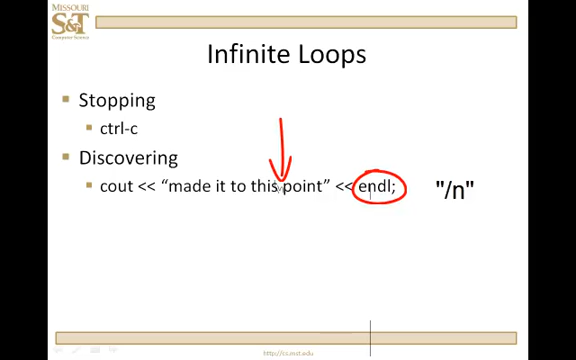 MISSOURI
S&T
Computer Science
Infinite Loops
Stopping
ctrl-c
Discovering
cout << “made it to this point” << endl;
"/n"
http://cs.mst.edu